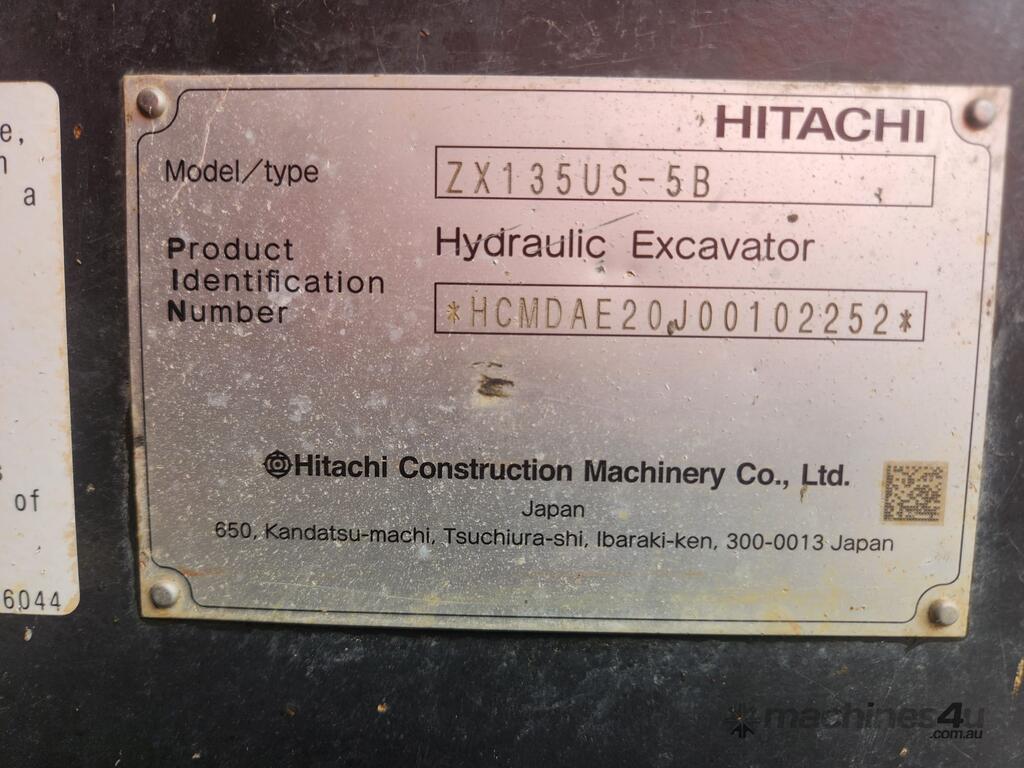 e,
n
a
s
of
6044
HITACHI
Model/type ZX135US-5B
Hydraulic Excavator
Product
Identification
Number *HCMDAE20J00102252*
Hitachi Construction Machinery Co., Ltd.
Japan
650, Kandatsu-machi, Tsuchiura-shi, Ibaraki-ken, 300-0013 Japan
machines4u
.com.au